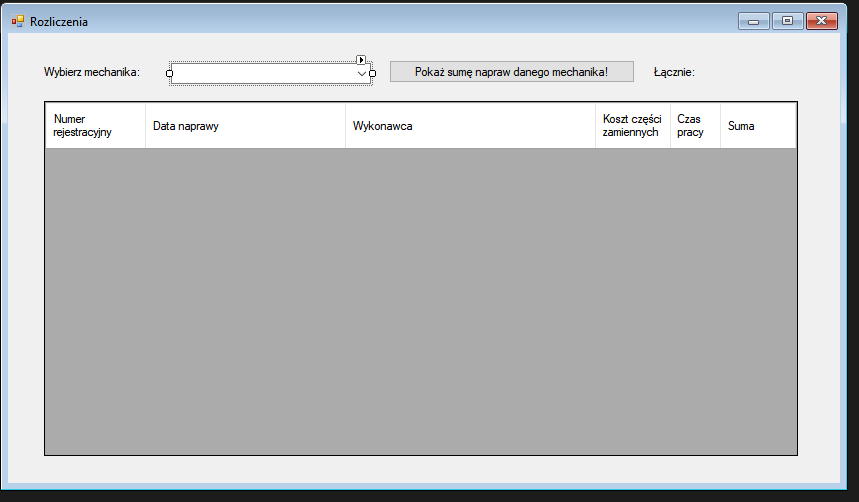 Rozliczenia
Wybierz mechanika:
Pokaż sumę napraw danego mechanika!
Łącznie:
Numer
rejestracyjny
Data naprawy
Wykonawca
Koszt części
zamiennych
Czas
pracy
Suma